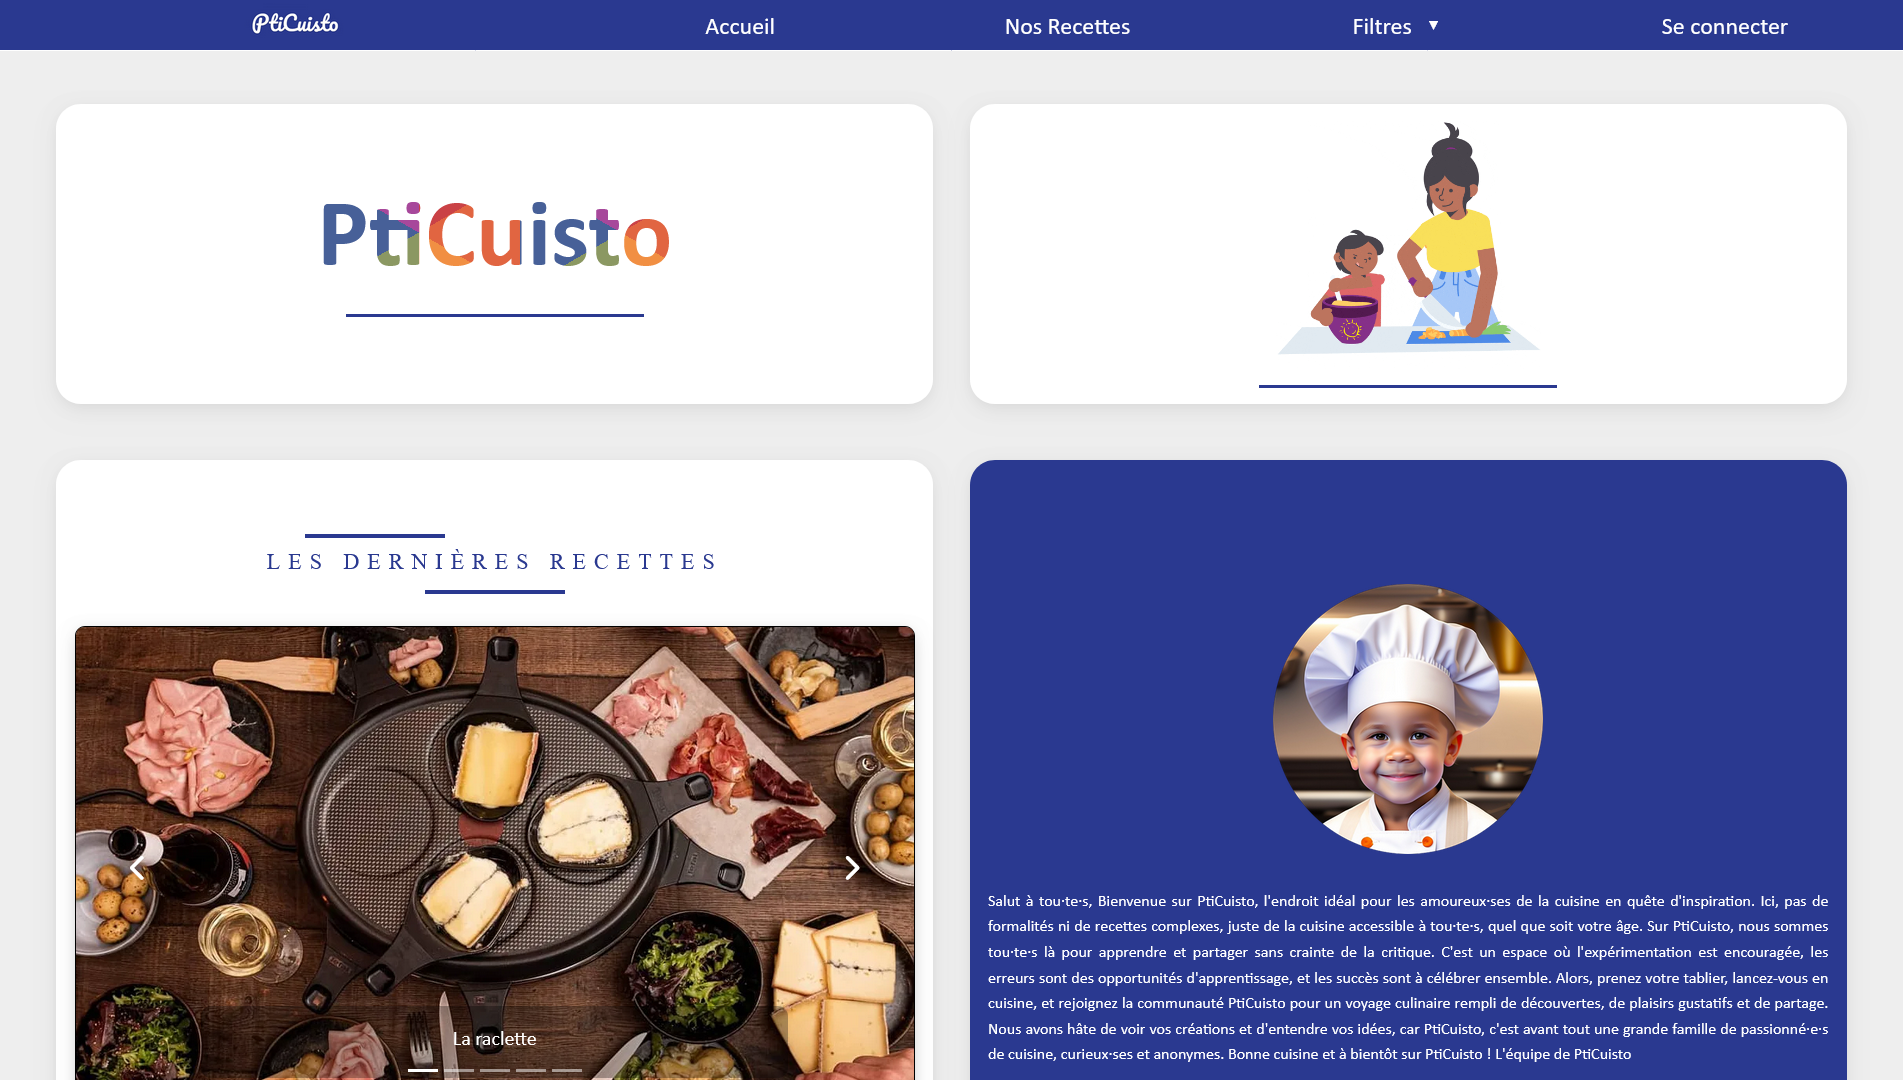 PtiCuisto
Accueil
Nos Recettes
Filtres ▼
Se connecter
PtiCuisto
LES DERNIÈRES RECETTES
La raclette
Salut à tou·te·s, Bienvenue sur PtiCuisto, l'endroit idéal pour les amoureux·ses de la cuisine en quête d'inspiration. Ici, pas de
formalités ni de recettes complexes, juste de la cuisine accessible à tou·te·s, quel que soit votre âge. Sur PtiCuisto, nous sommes
tou·te·s là pour apprendre et partager sans crainte de la critique. C'est un espace où l'expérimentation est encouragée, les
erreurs sont des opportunités d'apprentissage, et les succès sont à célébrer ensemble. Alors, prenez votre tablier, lancez-vous en
cuisine, et rejoignez la communauté PtiCuisto pour un voyage culinaire rempli de découvertes, de plaisirs gustatifs et de partage.
Nous avons hâte de voir vos créations et d'entendre vos idées, car PtiCuisto, c'est avant tout une grande famille de passionné·e·s
de cuisine, curieux·ses et anonymes. Bonne cuisine et à bientôt sur PtiCuisto ! L'équipe de PtiCuisto